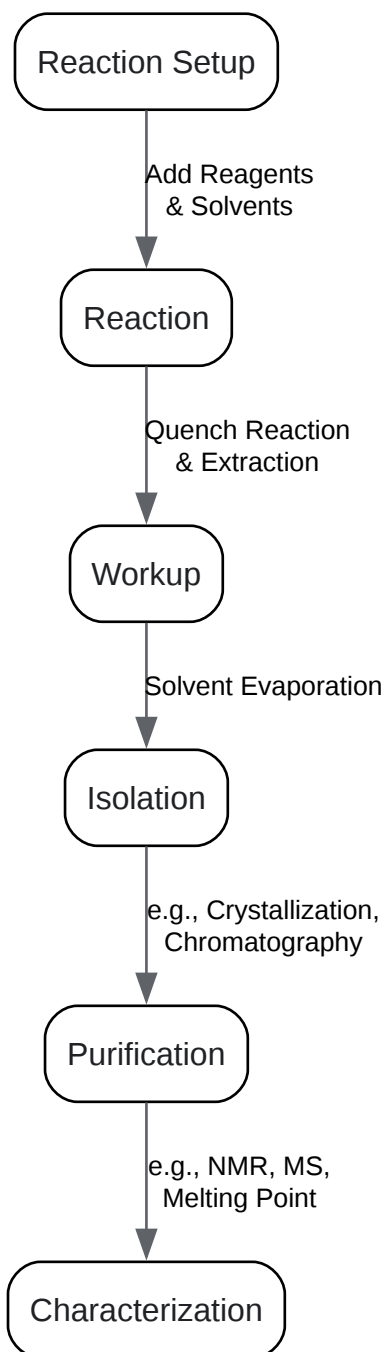 Reaction Setup
Add Reagents
& Solvents
Reaction
Quench Reaction
& Extraction
Workup
Solvent Evaporation
Isolation
e.g., Crystallization,
Chromatography
Purification
e.g., NMR, MS,
Melting Point
Characterization